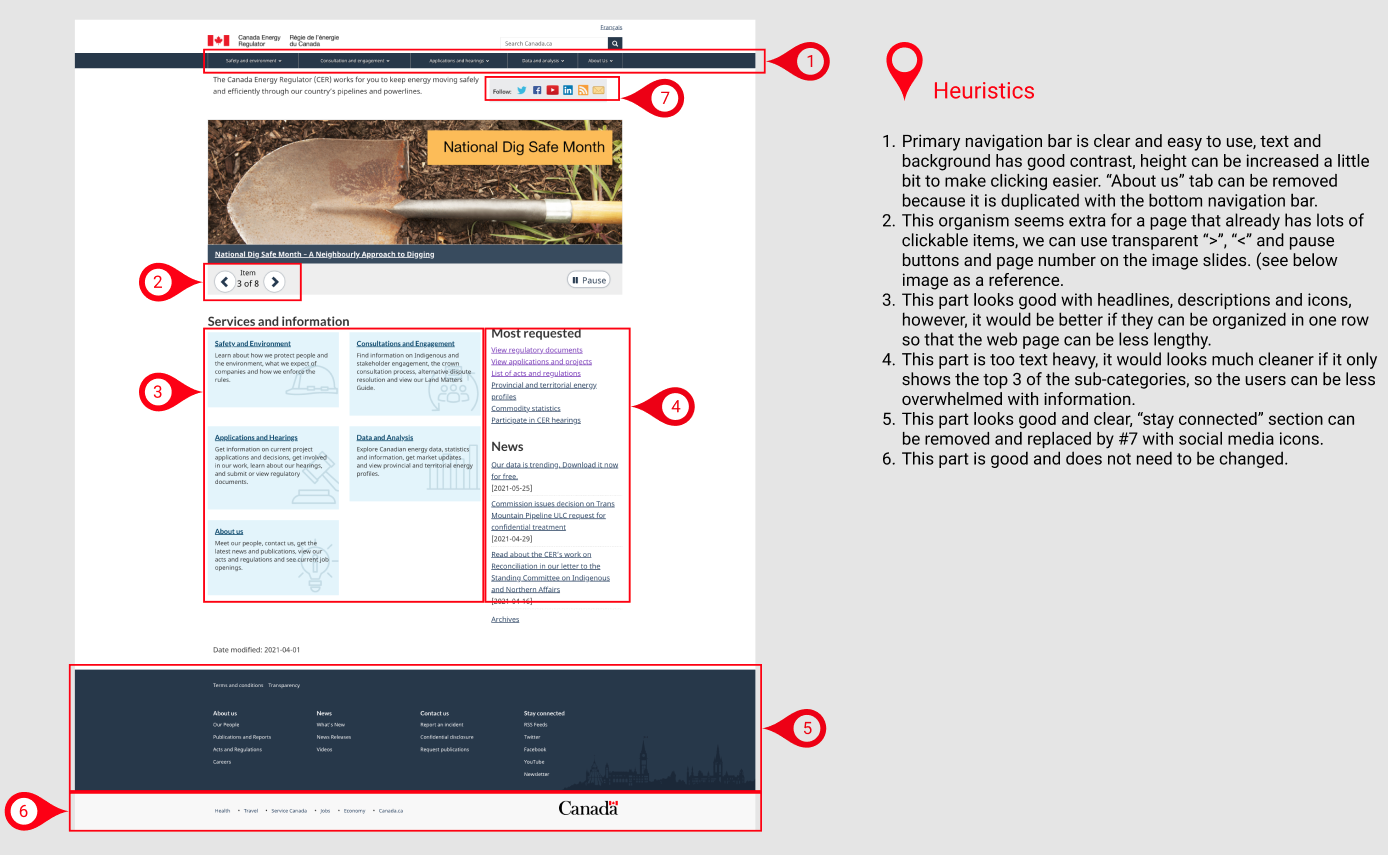 Français
Canada Energy Regulator
Régie de l'énergie du Canada
Search Canada.ca
Safety and environment
Consultation and engagement
Applications and hearings
Data and analysis
About Us
1
The Canada Energy Regulator (CER) works for you to keep energy moving safely
and efficiently through our country's pipelines and powerlines.
Follow:
7
National Dig Safe Month
National Dig Safe Month – A Neighbourly Approach to Digging
2
Item
3 of 8
Pause
Services and information
3
Safety and Environment
Learn about how we protect people and
the environment, what we expect of
companies and how we enforce the
rules.
Consultations and Engagement
Find information on Indigenous and
stakeholder engagement, the crown
consultation process, alternative dispute
resolution and view our Land Matters
Guide.
Applications and Hearings
Get information on current project
applications and decisions, get involved
in our work, learn about our hearings,
and submit or view regulatory
documents.
Data and Analysis
Explore Canadian energy data, statistics
and information, get market updates
and view provincial and territorial energy
profiles.
About us
Meet our people, contact us, get the
latest news and publications, view our
acts and regulations and see current job
openings.
Most requested
View regulatory documents
View applications and projects
List of acts and regulations
Provincial and territorial energy
profiles
Commodity statistics
Participate in CER hearings
4
News
Our data is trending. Download it now
for free.
[2021-05-25]
Commission issues decision on Trans
Mountain Pipeline ULC request for
confidential treatment
[2021-04-29]
Read about the CER's work on
Reconciliation in our letter to the
Standing Committee on Indigenous
and Northern Affairs
[2021-04-16]
Archives
Date modified: 2021-04-01
Terms and conditions Transparency
About us
Our People
Publications and Reports
Acts and Regulations
Careers
News
What's New
News Releases
Videos
Contact us
Report an incident
Confidential disclosure
Request publications
Stay connected
RSS Feeds
Twitter
Facebook
YouTube
Newsletter
5
6
Health • Travel • Service Canada • Jobs • Economy • Canada.ca
Canada
Heuristics
1. Primary navigation bar is clear and easy to use, text and
background has good contrast, height can be increased a little
bit to make clicking easier. “About us” tab can be removed
because it is duplicated with the bottom navigation bar.
2. This organism seems extra for a page that already has lots of
clickable items, we can use transparent “>”, “<” and pause
buttons and page number on the image slides. (see below
image as a reference.
3. This part looks good with headlines, descriptions and icons,
however, it would be better if they can be organized in one row
so that the web page can be less lengthy.
4. This part is too text heavy, it would looks much cleaner if it only
shows the top 3 of the sub-categories, so the users can be less
overwhelmed with information.
5. This part looks good and clear, “stay connected” section can
be removed and replaced by #7 with social media icons.
6. This part is good and does not need to be changed.